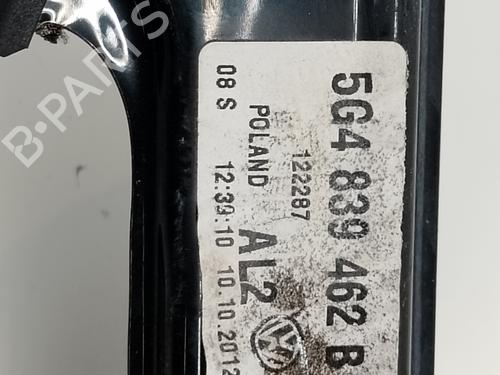 5G4 839 462 B
122287
POLAND AL2
08 S 12:39:10 10.10.2012
B-PARTS